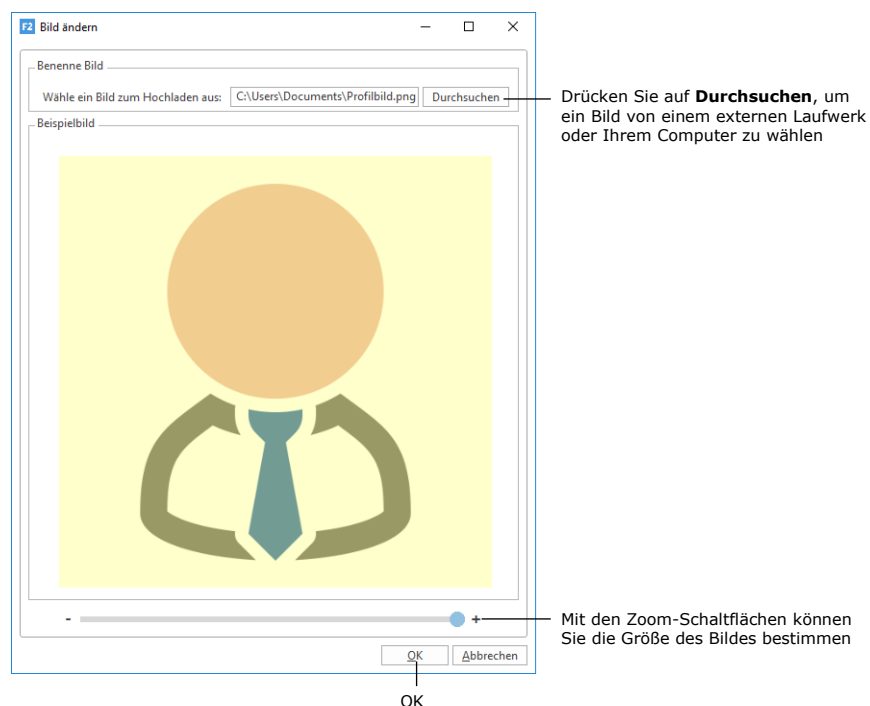 F2 Bild ändern
Benenne Bild
Wähle ein Bild zum Hochladen aus: C:\Users\Documents\Profilbild.png Durchsuchen
Drücken Sie auf Durchsuchen, um
ein Bild von einem externen Laufwerk
oder Ihrem Computer zu wählen
Beispielbild
- +
Mit den Zoom-Schaltflächen können
Sie die Größe des Bildes bestimmen
OK Abbrechen
OK